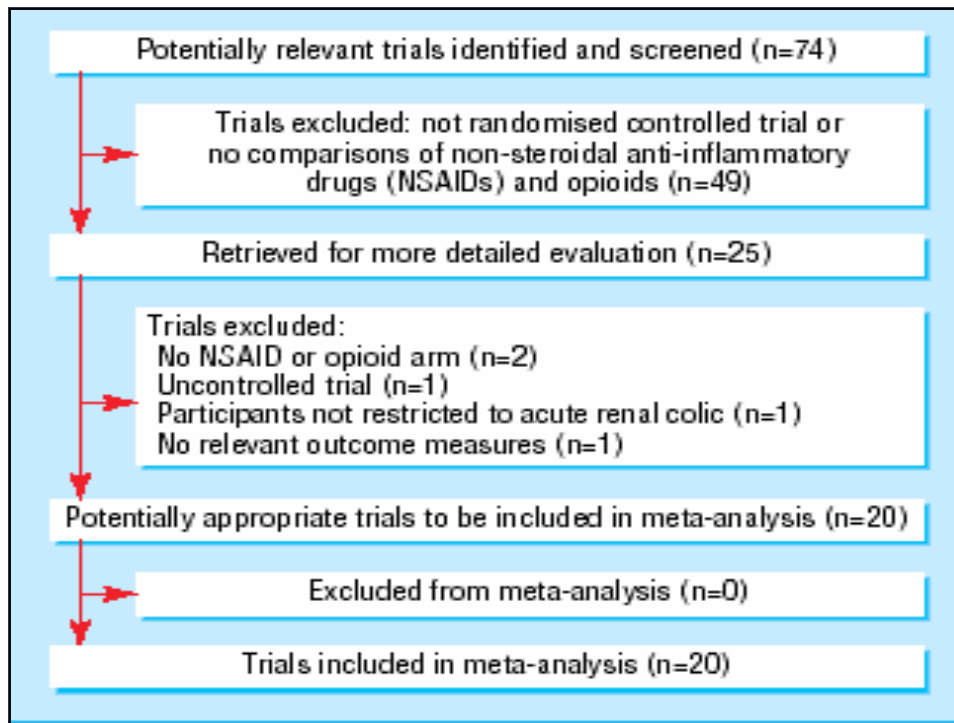 Potentially relevant trials identified and screened (n=74)
Trials excluded: not randomised controlled trial or
no comparisons of non-steroidal anti-inflammatory
drugs (NSAIDs) and opioids (n=49)
Retrieved for more detailed evaluation (n=25)
Trials excluded:
No NSAID or opioid arm (n=2)
Uncontrolled trial (n=1)
Participants not restricted to acute renal colic (n=1)
No relevant outcome measures (n=1)
Potentially appropriate trials to be included in meta-analysis (n=20)
Excluded from meta-analysis (n=0)
Trials included in meta-analysis (n=20)